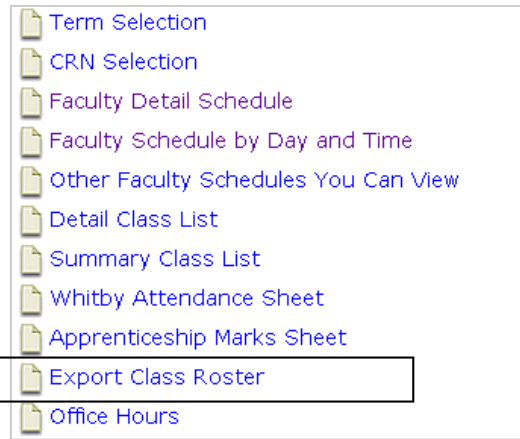 Term Selection
CRN Selection
Faculty Detail Schedule
Faculty Schedule by Day and Time
Other Faculty Schedules You Can View
Detail Class List
Summary Class List
Whitby Attendance Sheet
Apprenticeship Marks Sheet
Export Class Roster
Office Hours